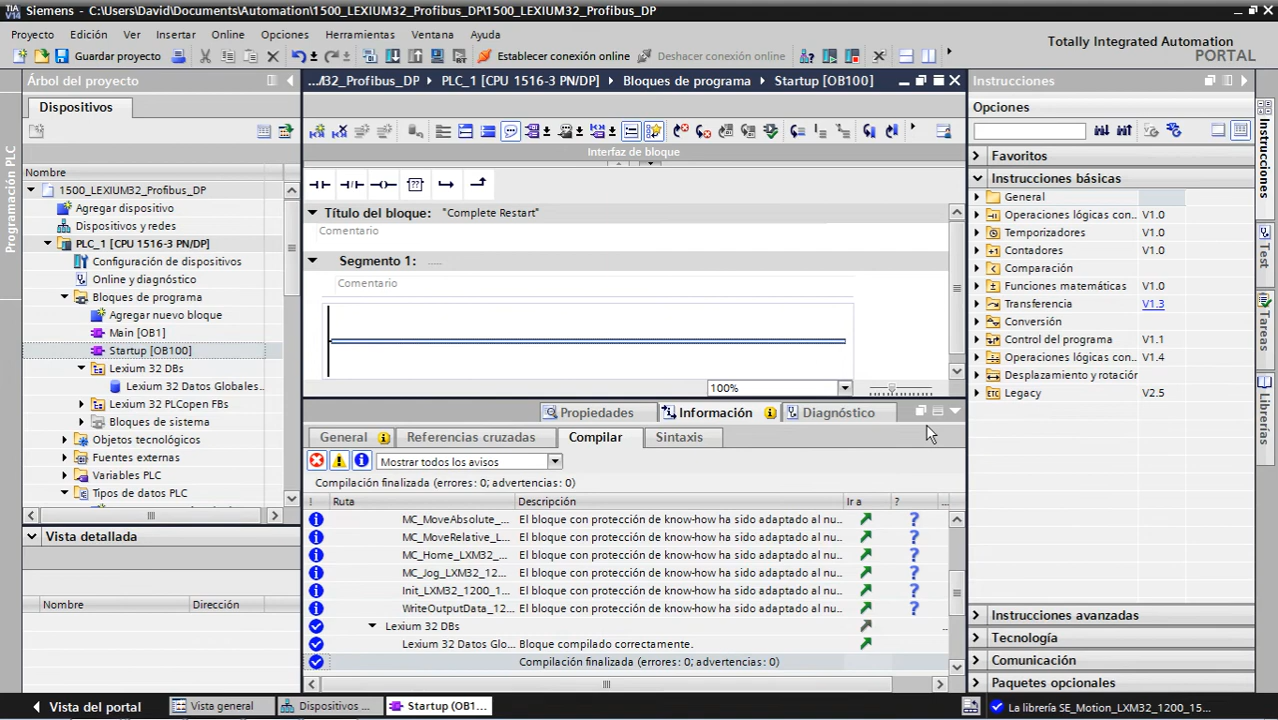 Siemens - C:\Users\David\Documents\Automation\1500_LEXIUM32_Profibus_DP\1500_LEXIUM32_Profibus_DP
Proyecto Edición Ver Insertar Online Opciones Herramientas Ventana Ayuda
Totally Integrated Automation
PORTAL
Guardar proyecto Establecer conexión online Deshacer conexión online
Árbol del proyecto
...M32_Profibus_DP PLC_1 [CPU 1516-3 PN/DP] Bloques de programa Startup [OB100]
Instrucciones
Dispositivos
Opciones
Interfaz de bloque
Programación PLC
Nombre
1500_LEXIUM32_Profibus_DP
Agregar dispositivo
Dispositivos y redes
PLC_1 [CPU 1516-3 PN/DP]
Configuración de dispositivos
Online y diagnóstico
Bloques de programa
Agregar nuevo bloque
Main [OB1]
Startup [OB100]
Lexium 32 DBs
Lexium 32 Datos Globales...
Lexium 32 PLCopen FBs
Bloques de sistema
Objetos tecnológicos
Fuentes externas
Variables PLC
Tipos de datos PLC
Vista detallada
Nombre Dirección
Título del bloque: "Complete Restart"
Comentario
Segmento 1: .....
Comentario
100%
Propiedades Información Diagnóstico
General Referencias cruzadas Compilar Sintaxis
Mostrar todos los avisos
Compilación finalizada (errores: 0; advertencias: 0)
! Ruta Descripción Ir a ? ...
MC_MoveAbsolute_... El bloque con protección de know-how ha sido adaptado al nu... ?
MC_MoveRelative_L... El bloque con protección de know-how ha sido adaptado al nu... ?
MC_Home_LXM32_... El bloque con protección de know-how ha sido adaptado al nu... ?
MC_Jog_LXM32_12... El bloque con protección de know-how ha sido adaptado al nu... ?
Init_LXM32_1200_1... El bloque con protección de know-how ha sido adaptado al nu... ?
WriteOutputData_12... El bloque con protección de know-how ha sido adaptado al nu... ?
Lexium 32 DBs ...
Lexium 32 Datos Glo... Bloque compilado correctamente.
Compilación finalizada (errores: 0; advertencias: 0)
Favoritos
Instrucciones básicas
General
Operaciones lógicas con... V1.0
Temporizadores V1.0
Contadores V1.0
Comparación
Funciones matemáticas V1.0
Transferencia V1.3
Conversión
Control del programa V1.1
Operaciones lógicas con... V1.4
Desplazamiento y rotación
Legacy V2.5
Instrucciones avanzadas
Tecnología
Comunicación
Paquetes opcionales
Instrucciones
Test
Tareas
Librerías
Vista del portal Vista general Dispositivos ... Startup (OB1... La librería SE_Motion_LXM32_1200_15...